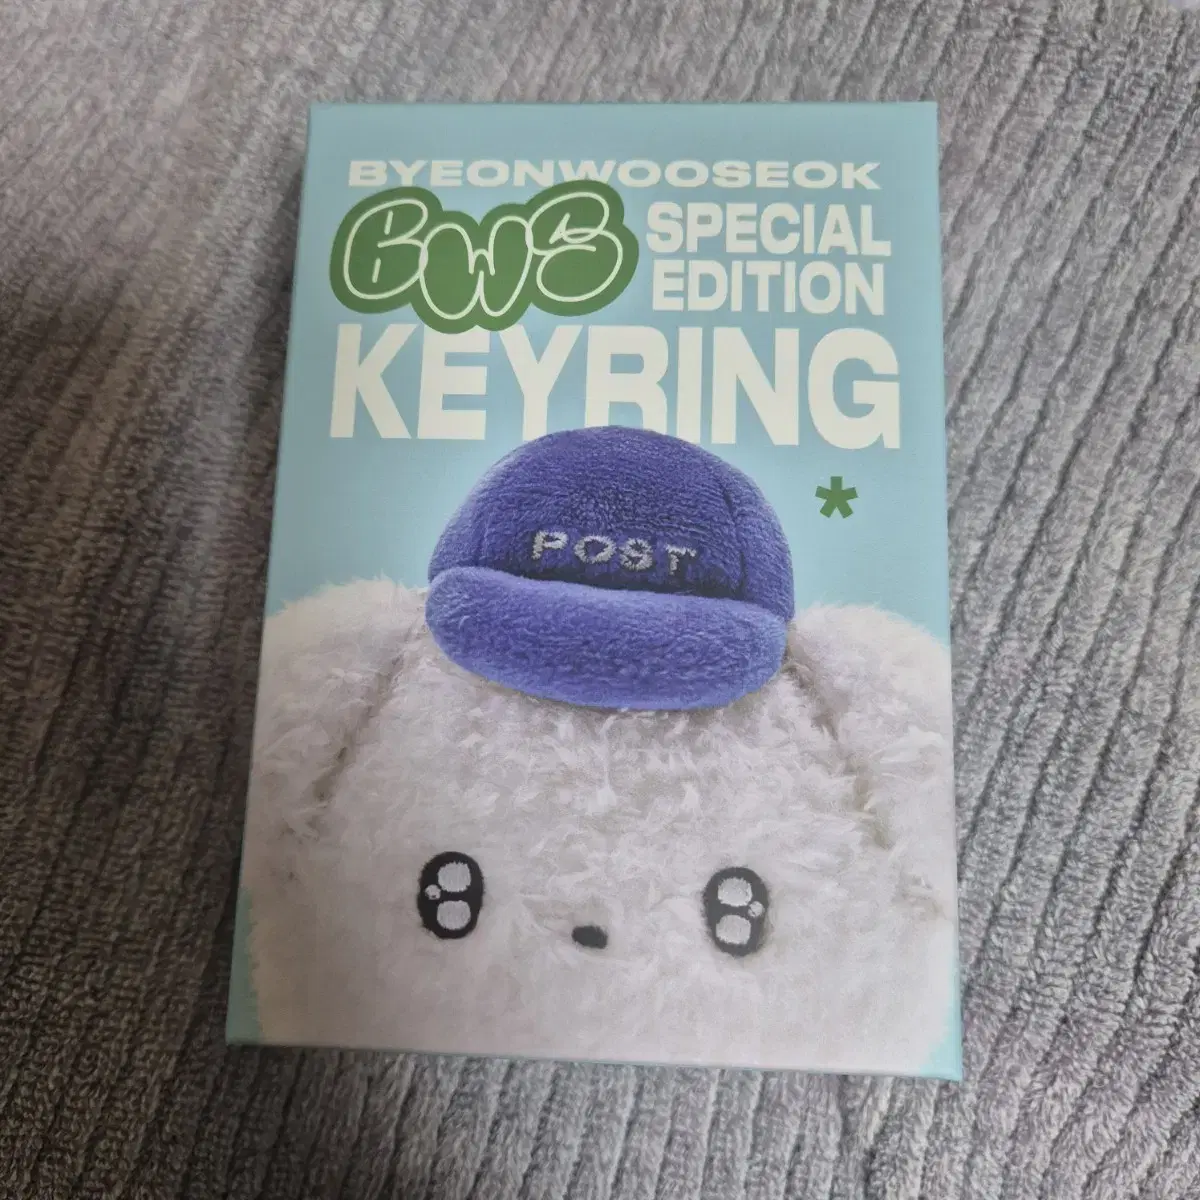 BYEONWOOSEOK
BWS
SPECIAL
EDITION
KEYRING
*
POST